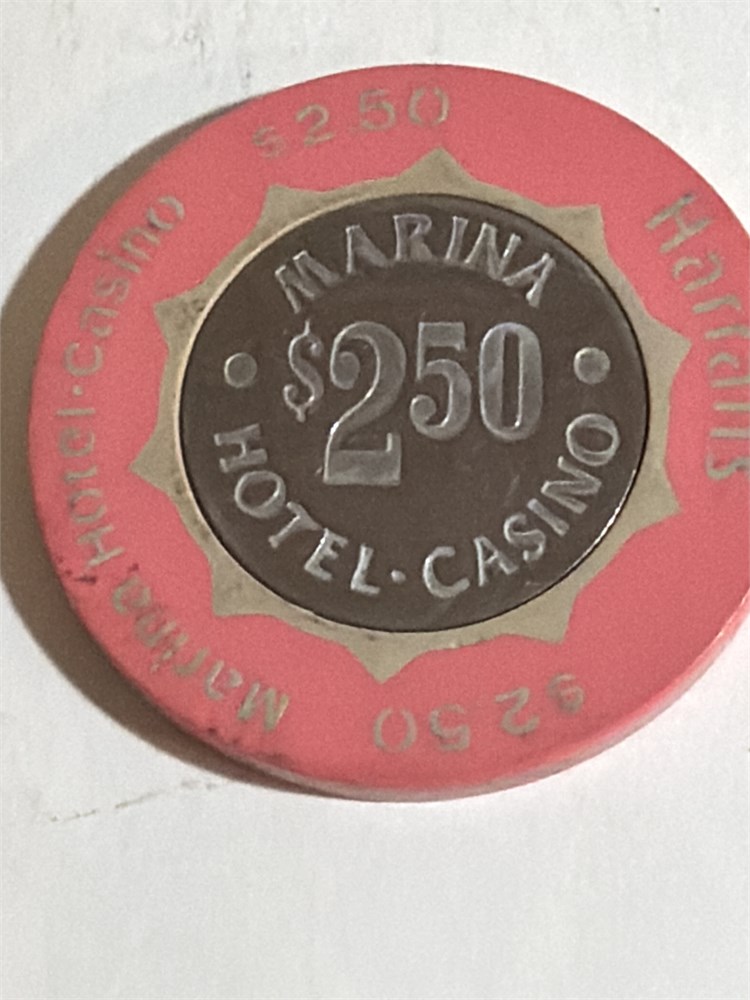 $2.50
Marina Hotel·Casino
Harrah's
$2.50
MARINA
$2.50
HOTEL·CASINO